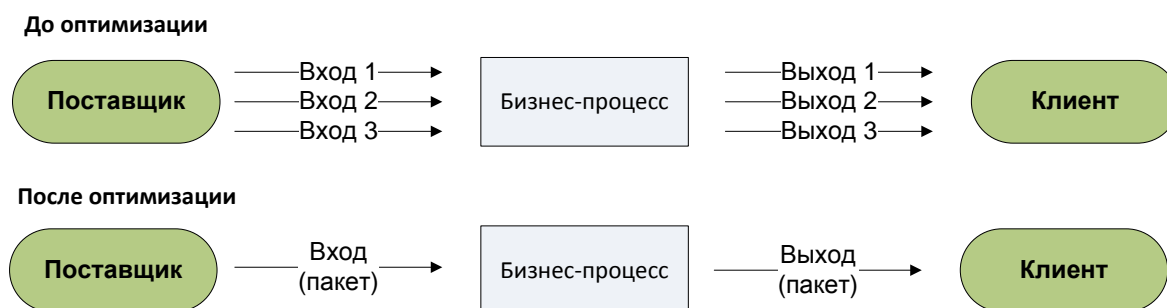 До оптимизации
Поставщик
Вход 1
Вход 2
Вход 3
Бизнес-процесс
Выход 1
Выход 2
Выход 3
Клиент
После оптимизации
Поставщик
Вход
(пакет)
Бизнес-процесс
Выход
(пакет)
Клиент